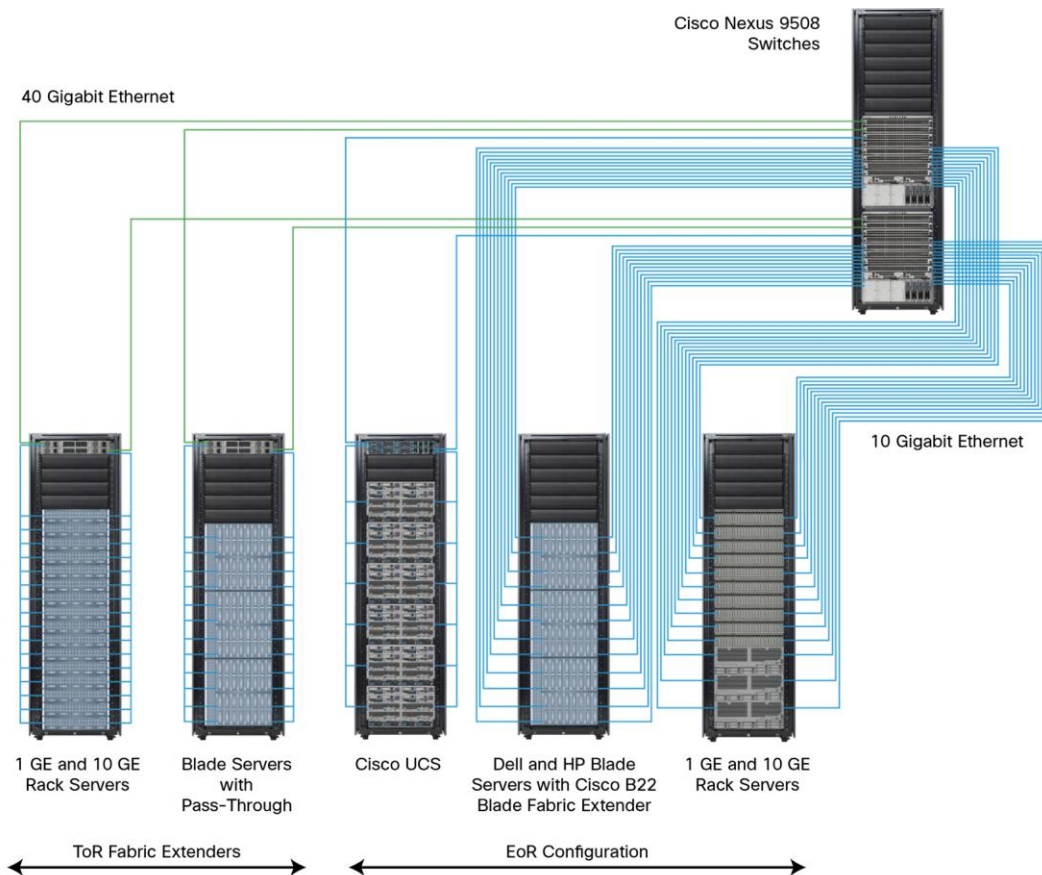 Cisco Nexus 9508
Switches
40 Gigabit Ethernet
10 Gigabit Ethernet
1 GE and 10 GE
Rack Servers
Blade Servers
with
Pass-Through
Cisco UCS
Dell and HP Blade
Servers with Cisco B22
Blade Fabric Extender
1 GE and 10 GE
Rack Servers
ToR Fabric Extenders
EoR Configuration